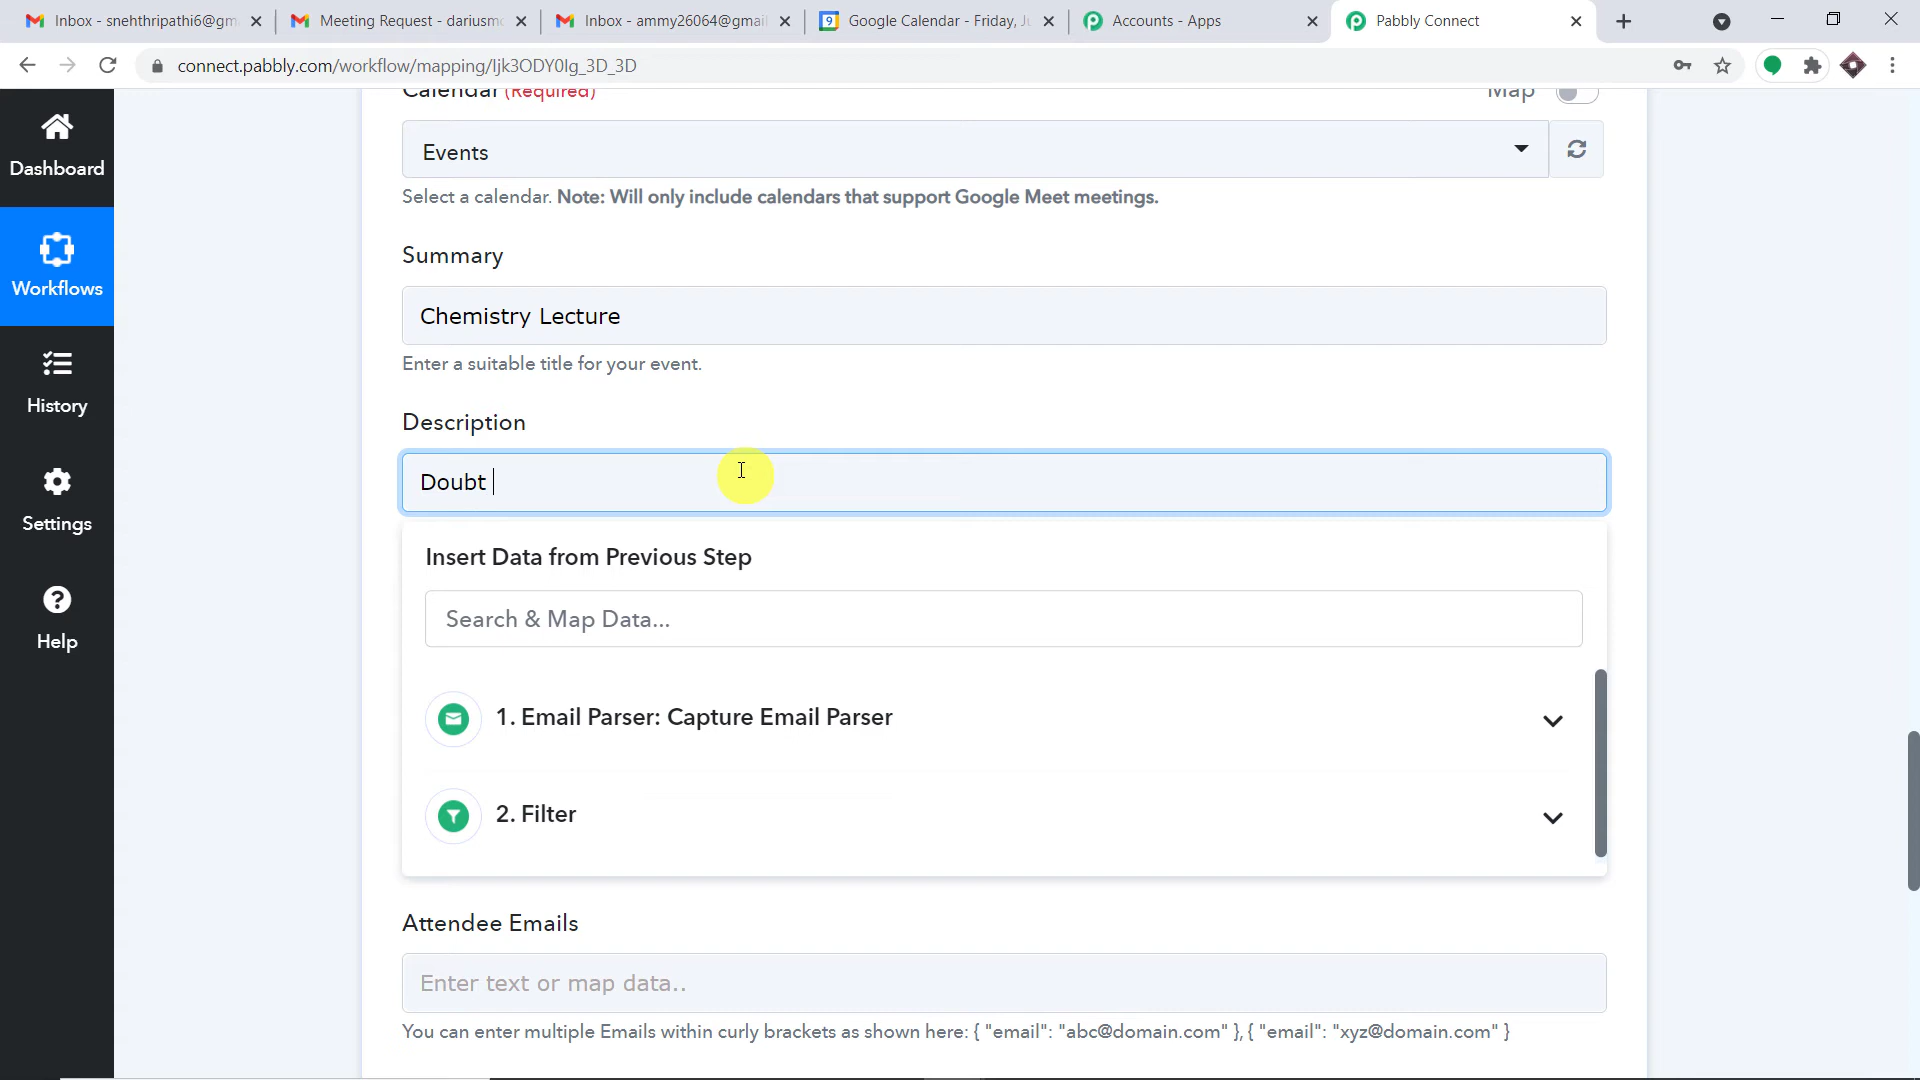 Inbox - snehthripathi6@gm
Meeting Request - dariusmo
Inbox - ammy26064@gmail
Google Calendar - Friday, Ju
Accounts - Apps
Pabbly Connect
connect.pabbly.com/workflow/mapping/Ijk3ODY0Ig_3D_3D
Dashboard
Workflows
History
Settings
Help
Calendar (Required)
Map
Events
Select a calendar. Note: Will only include calendars that support Google Meet meetings.
Summary
Chemistry Lecture
Enter a suitable title for your event.
Description
Doubt
Insert Data from Previous Step
Search & Map Data...
1. Email Parser: Capture Email Parser
2. Filter
Attendee Emails
Enter text or map data..
You can enter multiple Emails within curly brackets as shown here: { "email": "abc@domain.com" },{ "email": "xyz@domain.com" }